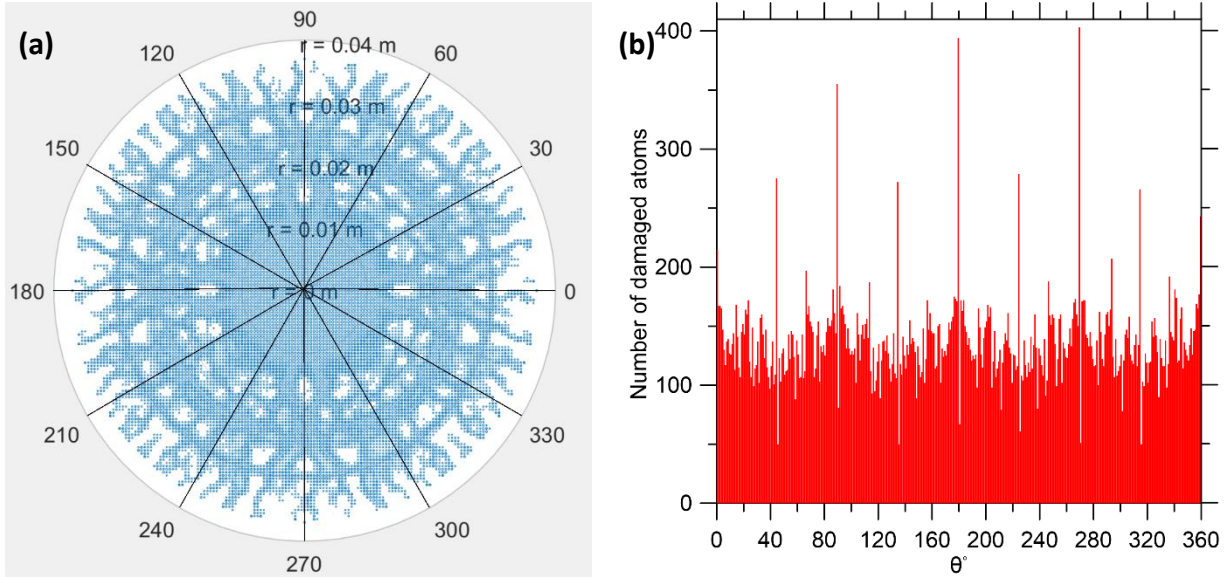 (a)
90
120
60
r = 0.04 m
150
r = 0.03 m
30
r = 0.02 m
r = 0.01 m
180
r = 0 m
0
210
330
240
300
270
(b)
400
300
200
100
0
Number of damaged atoms
0 40 80 120 160 200 240 280 320 360
θ°